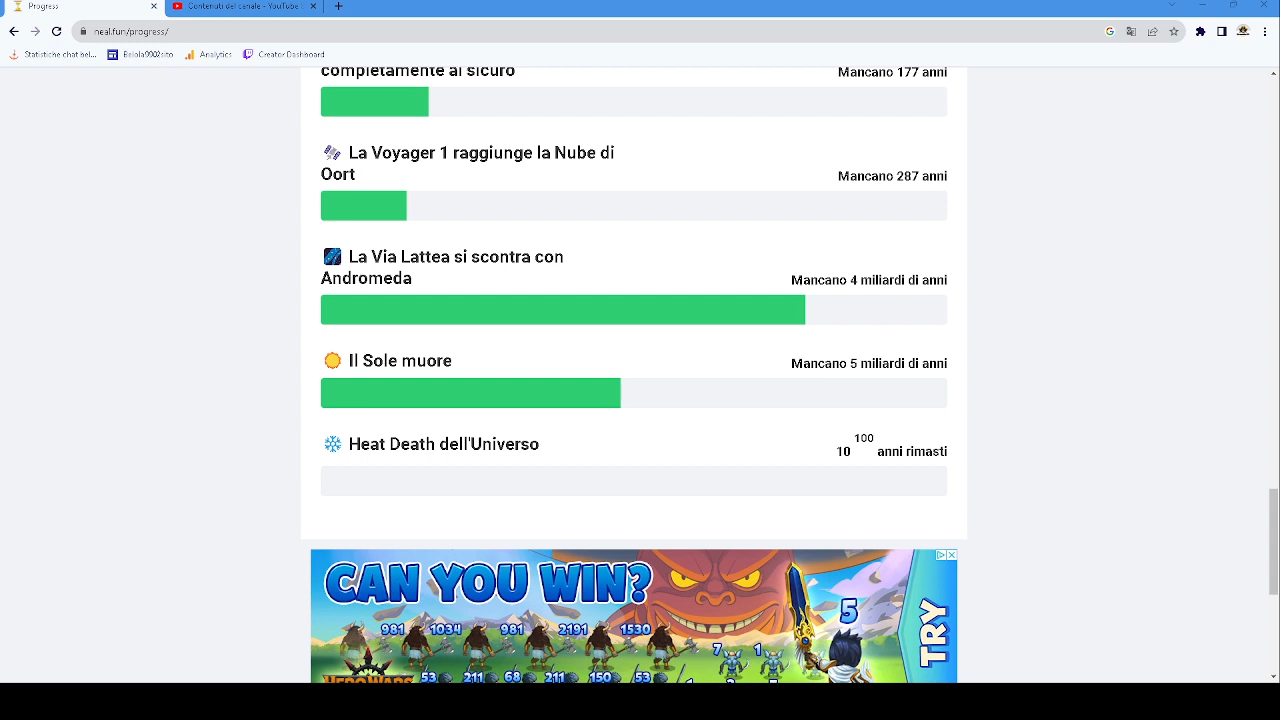 Progress
Contenuti del canale - YouTube
neal.fun/progress/
Statistiche chat bel...
Belola9902sito
Analytics
Creator Dashboard
completamente al sicuro
Mancano 177 anni
La Voyager 1 raggiunge la Nube di
Oort
Mancano 287 anni
La Via Lattea si scontra con
Andromeda
Mancano 4 miliardi di anni
Il Sole muore
Mancano 5 miliardi di anni
Heat Death dell'Universo
10^100 anni rimasti
CAN YOU WIN?
981 1034 981 2191 1530
5
7 1
TRY
53 211 68 211 150 53
HERO WARS